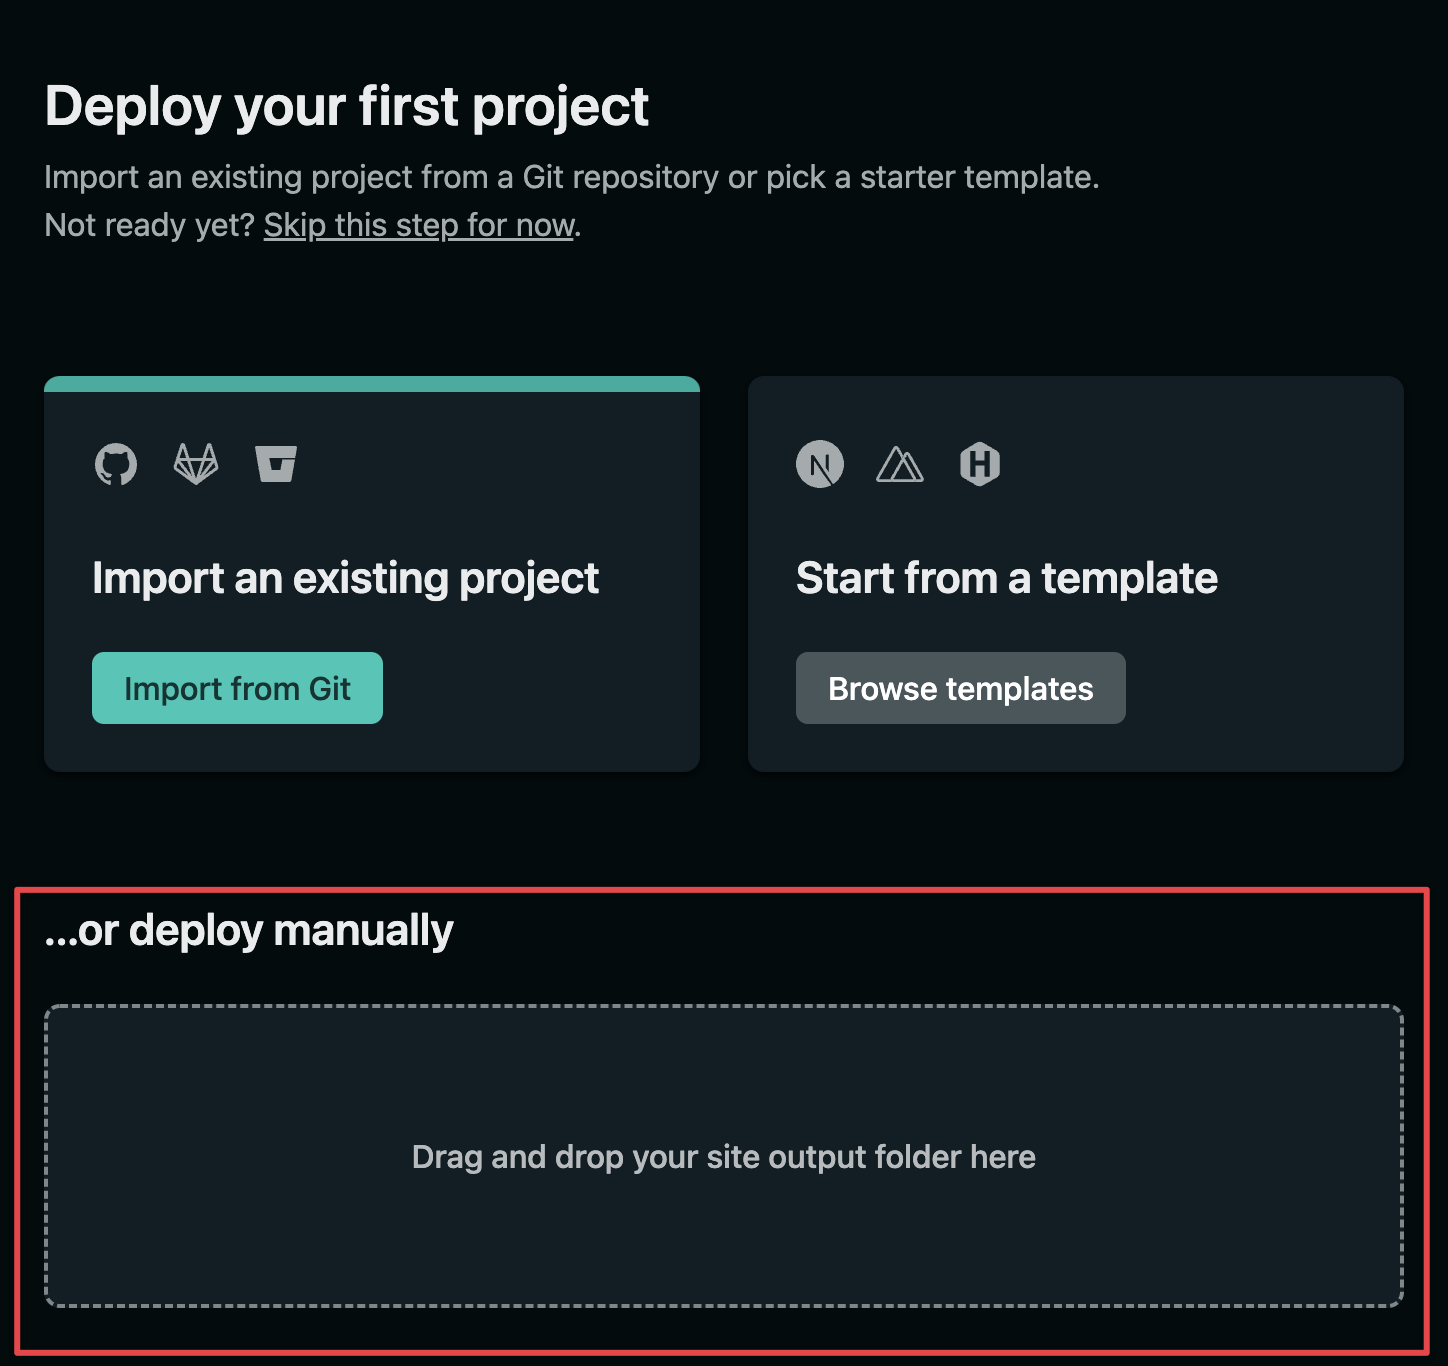 Deploy your first project
Import an existing project from a Git repository or pick a starter template.
Not ready yet? Skip this step for now.
Import an existing project
Import from Git
Start from a template
Browse templates
...or deploy manually
Drag and drop your site output folder here